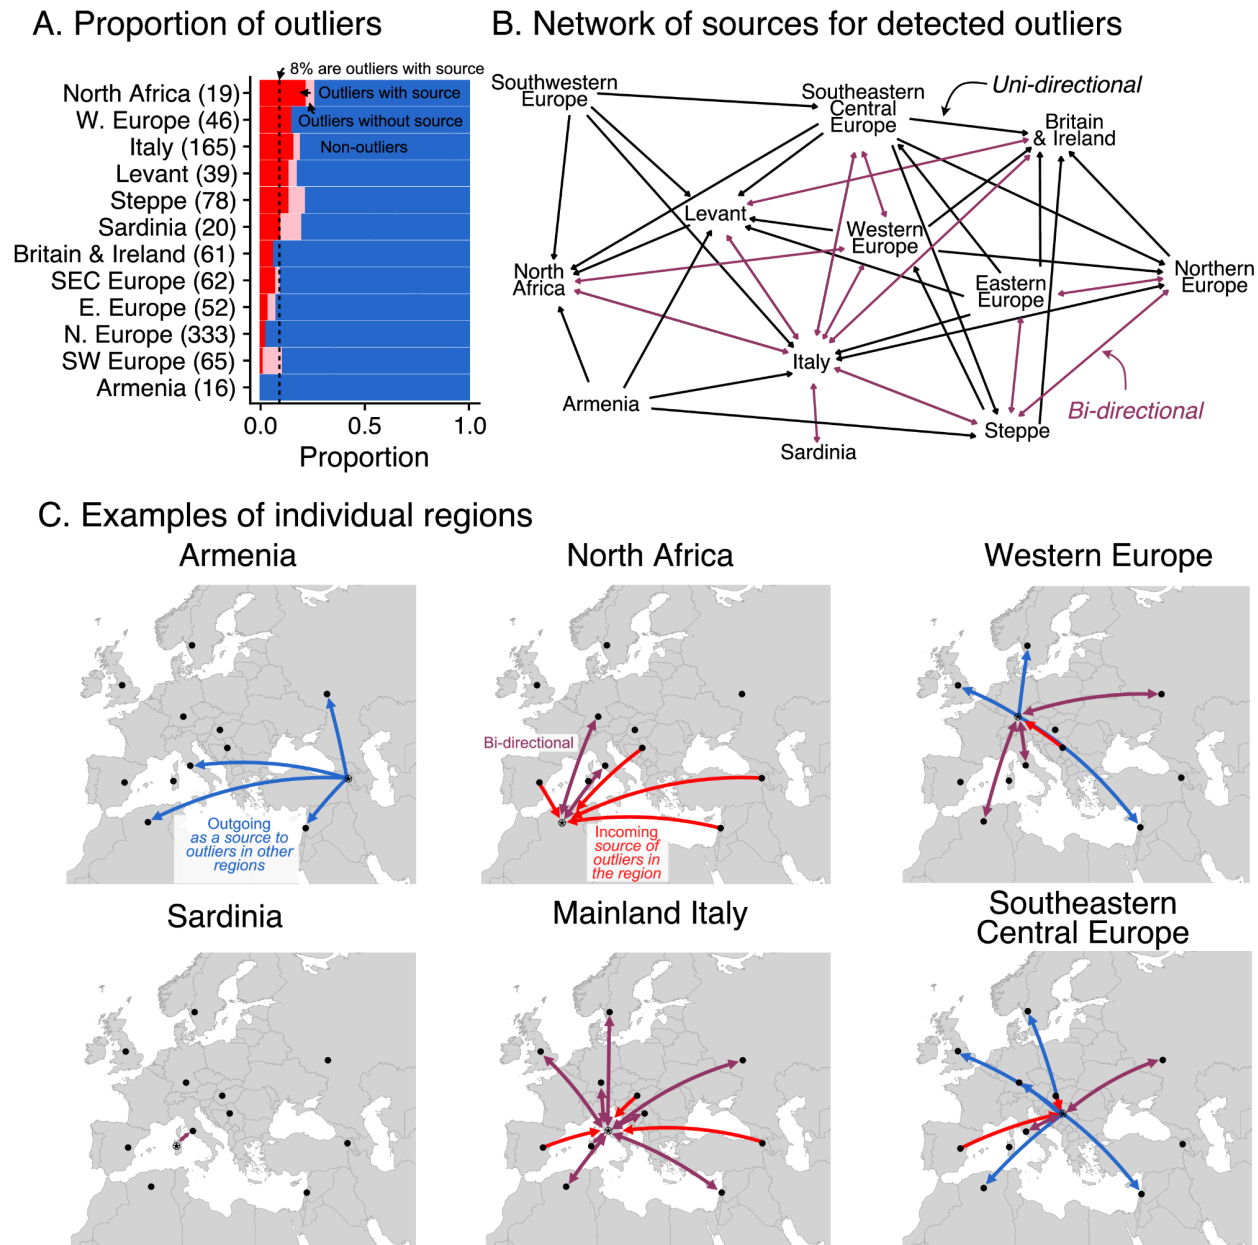 A. Proportion of outliers
8% are outliers with source
North Africa (19)
Outliers with source
W. Europe (46)
Outliers without source
Italy (165)
Non-outliers
Levant (39)
Steppe (78)
Sardinia (20)
Britain & Ireland (61)
SEC Europe (62)
E. Europe (52)
N. Europe (333)
SW Europe (65)
Armenia (16)
0.0
0.5
1.0
Proportion
B. Network of sources for detected outliers
Southwestern
Europe
Southeastern
Central
Europe
Uni-directional
Britain
& Ireland
Levant
Western
Europe
North
Africa
Eastern
Europe
Northern
Europe
Italy
Armenia
Steppe
Bi-directional
Sardinia
C. Examples of individual regions
Armenia
Outgoing
as a source to
outliers in other
regions
North Africa
Bi-directional
Incoming
source of
outliers in
the region
Western Europe
Sardinia
Mainland Italy
Southeastern
Central Europe